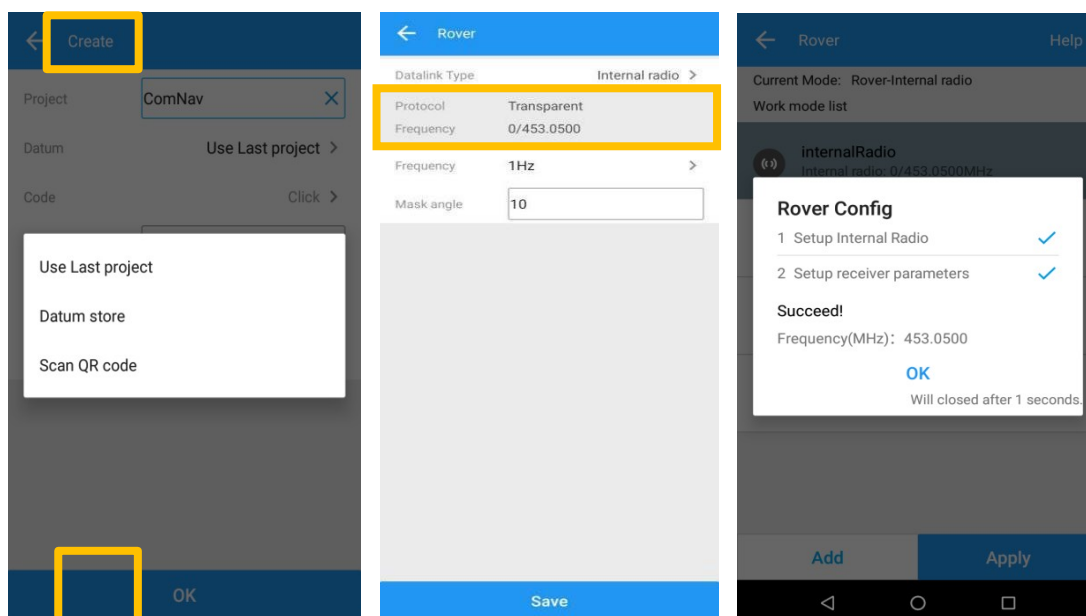 Create
Project ComNav
Datum Use Last project >
Code Click >
Use Last project
Datum store
Scan QR code
OK
Rover
Datalink Type Internal radio >
Protocol Transparent
Frequency 0/453.0500
Frequency 1Hz >
Mask angle 10
Save
Rover Help
Current Mode: Rover-Internal radio
Work mode list
internalRadio
Internal radio: 0/453.0500MHz
Rover Config
1 Setup Internal Radio
2 Setup receiver parameters
Succeed!
Frequency(MHz): 453.0500
OK
Will closed after 1 seconds.
Add Apply